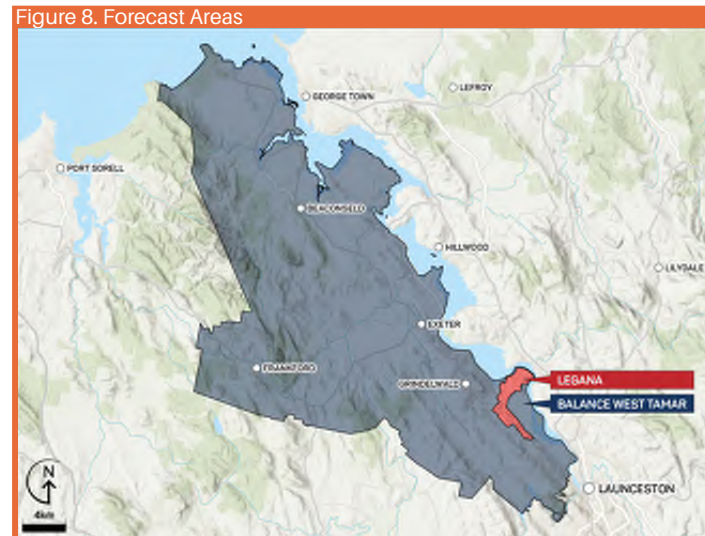 Figure 8. Forecast Areas
GEORGE TOWN
LEFROY
PORT SORELL
BEACONSFIELD
HILLWOOD
LILYDALE
EXETER
FRANKFORD
GRINDELWALD
LEGANA
BALANCE WEST TAMAR
LAUNCESTON
N
4km